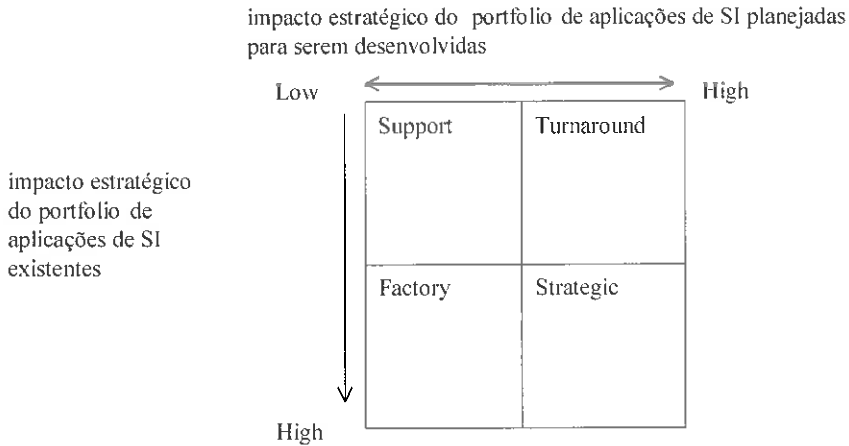 impacto estratégico do portfolio de aplicações de SI planejadas
para serem desenvolvidas
Low
High
Support
Turnaround
impacto estratégico
do portfolio de
aplicações de SI
existentes
Factory
Strategic
High